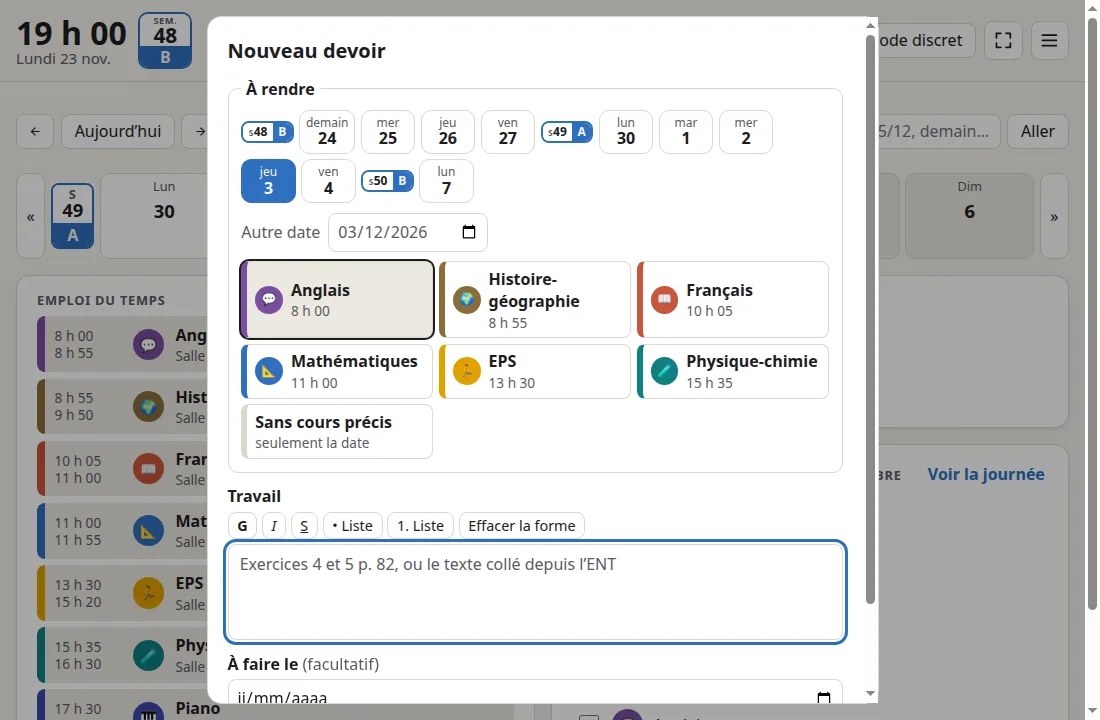 19 h 00
Lundi 23 nov.
SEM.
48
B
ode discret
←
Aujourd’hui
→
5/12, demain...
Aller
«
S
49
A
Lun
30
Dim
6
»
EMPLOI DU TEMPS
8 h 00
8 h 55
Ang
Salle
8 h 55
9 h 50
Hist
Salle
10 h 05
11 h 00
Fran
Salle
11 h 00
11 h 55
Mat
Salle
13 h 30
15 h 20
EPS
Salle
15 h 35
16 h 30
Phys
Salle
17 h 30
Piano
BRE
Voir la journée
Nouveau devoir
À rendre
s48 B
demain
24
mer
25
jeu
26
ven
27
s49 A
lun
30
mar
1
mer
2
jeu
3
ven
4
s50 B
lun
7
Autre date 03/12/2026
Anglais
8 h 00
Histoire-
géographie
8 h 55
Français
10 h 05
Mathématiques
11 h 00
EPS
13 h 30
Physique-chimie
15 h 35
Sans cours précis
seulement la date
Travail
G I S • Liste 1. Liste Effacer la forme
Exercices 4 et 5 p. 82, ou le texte collé depuis l’ENT
À faire le (facultatif)
jj/mm/aaaa